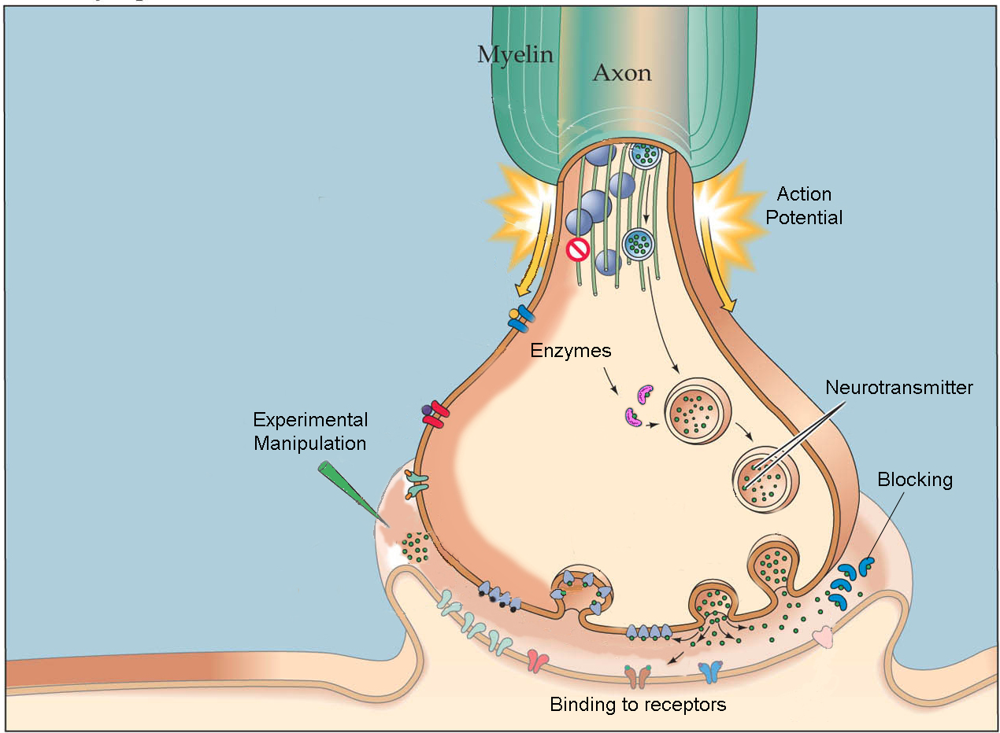 Myelin
Axon
Action
Potential
Enzymes
Neurotransmitter
Experimental
Manipulation
Blocking
Binding to receptors